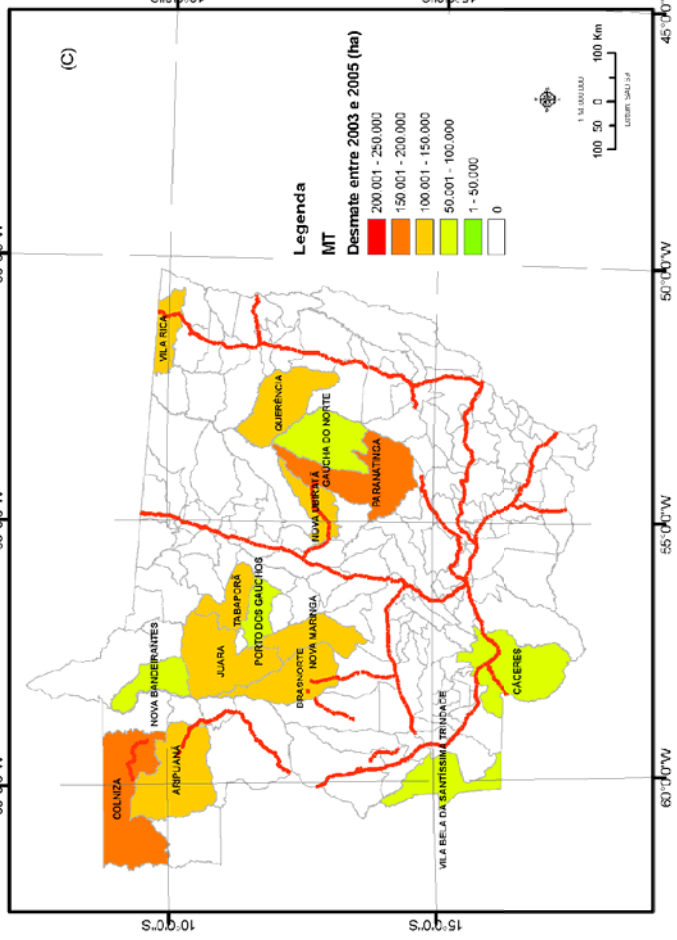 (C)
VILA RICA
QUERÊNCIA
GAUCHA DO NORTE
NOVA UBIRATÃ
PARANATINGA
TABAPORÃ
PORTO DOS GAUCHOS
JUARA
NOVA BANDEIRANTES
NOVA MARINGÁ
BRASNORTE
COLNIZA
ARIPUANÃ
CÁCERES
VILA BELA DA SANTÍSSIMA TRINDADE
Legenda
MT
Desmate entre 2003 e 2005 (ha)
200.001 - 250.000
150.001 - 200.000
100.001 - 150.000
50.001 - 100.000
1 - 50.000
0
100 50 0 100 Km
10°0'0"S
15°0'0"S
60°0'0"W
55°0'0"W
50°0'0"W
45°0'0"W